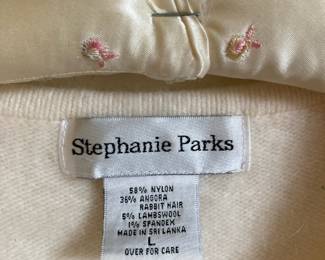 Stephanie Parks
58% NYLON
36% ANGORA
RABBIT HAIR
5% LAMBSWOOL
1% SPANDEX
MADE IN SRI LANKA
L
OVER FOR CARE